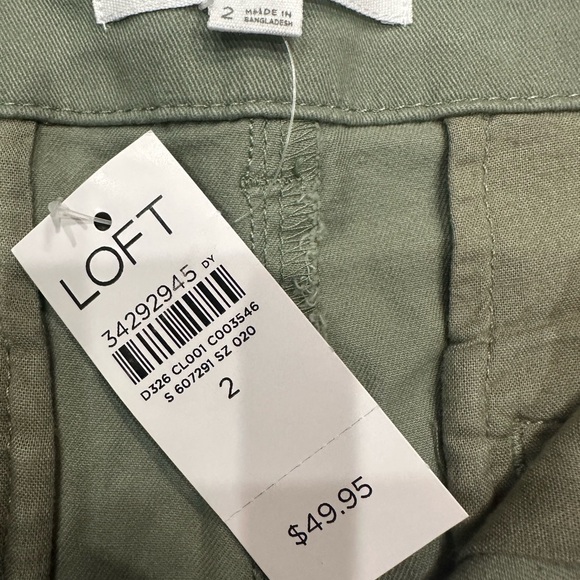 2
MADE IN
BANGLADESH
LOFT
34292945 DY
D326 CL001 C003546
S 607291 SZ 020
2
$49.95